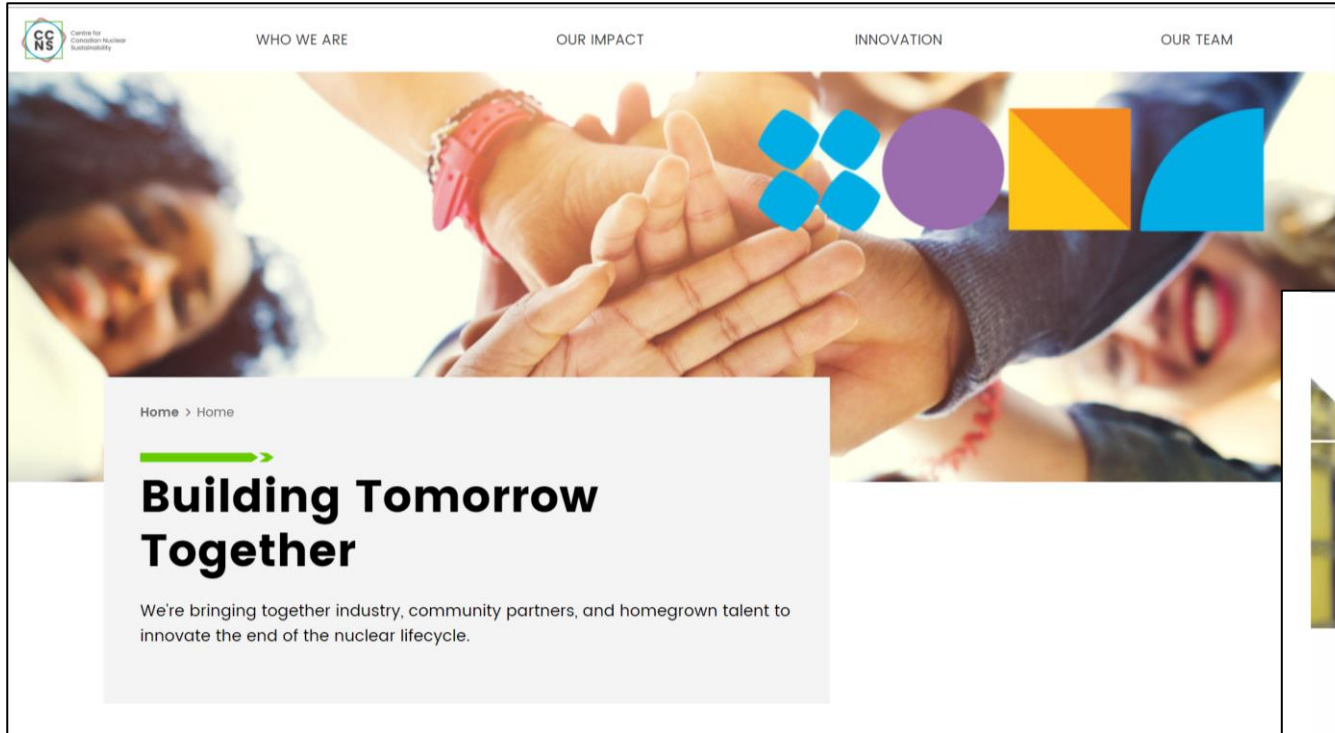 CC
NS
Centre for
Canadian Nuclear
Sustainability
WHO WE ARE
OUR IMPACT
INNOVATION
OUR TEAM
Home > Home
Building Tomorrow
Together
We're bringing together industry, community partners, and homegrown talent to
innovate the end of the nuclear lifecycle.